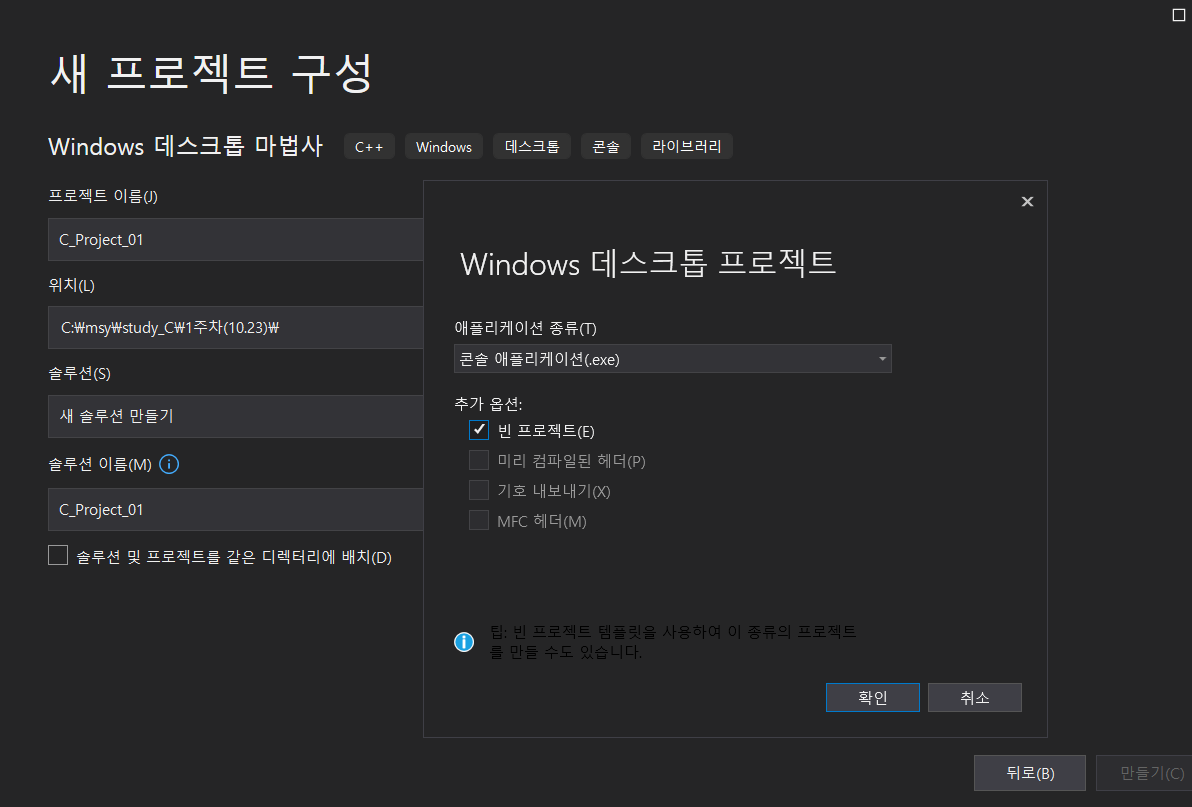 새 프로젝트 구성
Windows 데스크톱 마법사 C++ Windows 데스크톱 콘솔 라이브러리
프로젝트 이름(J)
C_Project_01
위치(L)
C:₩msy₩study_C₩1주차(10.23)₩
솔루션(S)
새 솔루션 만들기
솔루션 이름(M)
C_Project_01
솔루션 및 프로젝트를 같은 디렉터리에 배치(D)
Windows 데스크톱 프로젝트
애플리케이션 종류(T)
콘솔 애플리케이션(.exe)
추가 옵션:
빈 프로젝트(E)
미리 컴파일된 헤더(P)
기호 내보내기(X)
MFC 헤더(M)
팁: 빈 프로젝트 템플릿을 사용하여 이 종류의 프로젝트
를 만들 수도 있습니다.
확인 취소
뒤로(B) 만들기(C)